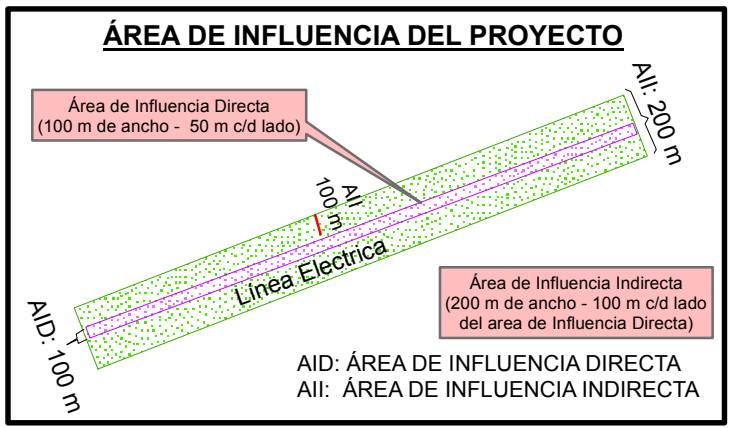 ÁREA DE INFLUENCIA DEL PROYECTO
Área de Influencia Directa
(100 m de ancho - 50 m c/d lado)
AII: 200 m
AII
100 m
Línea Electrica
AID: 100 m
Área de Influencia Indirecta
(200 m de ancho - 100 m c/d lado
del area de Influencia Directa)
AID: ÁREA DE INFLUENCIA DIRECTA
AII: ÁREA DE INFLUENCIA INDIRECTA